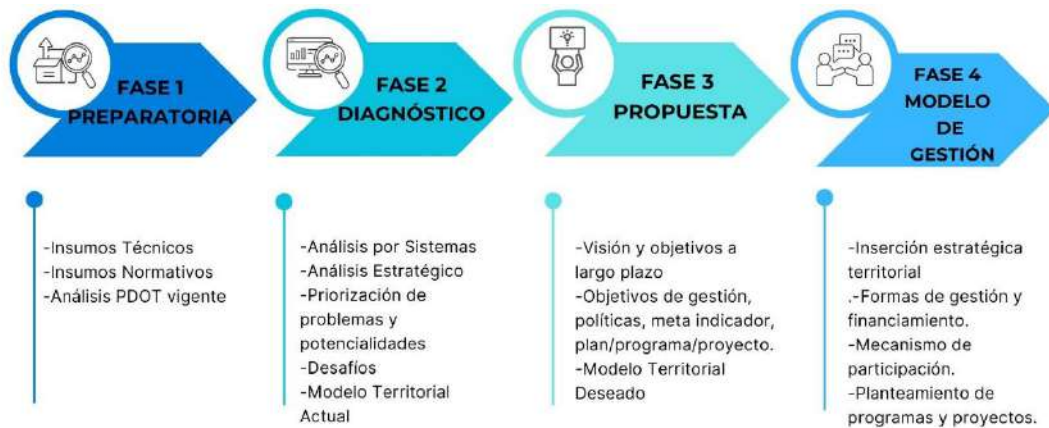 FASE 1
PREPARATORIA
FASE 2
DIAGNÓSTICO
FASE 3
PROPUESTA
FASE 4
MODELO
DE
GESTIÓN
-Insumos Técnicos
-Insumos Normativos
-Análisis PDOT vigente
-Análisis por Sistemas
-Análisis Estratégico
-Priorización de
problemas y
potencialidades
-Desafíos
-Modelo Territorial
Actual
-Visión y objetivos a
largo plazo
-Objetivos de gestión,
políticas, meta indicador,
plan/programa/proyecto.
-Modelo Territorial
Deseado
-Inserción estratégica
territorial
.-Formas de gestión y
financiamiento.
-Mecanismo de
participación.
-Planteamiento de
programas y proyectos.